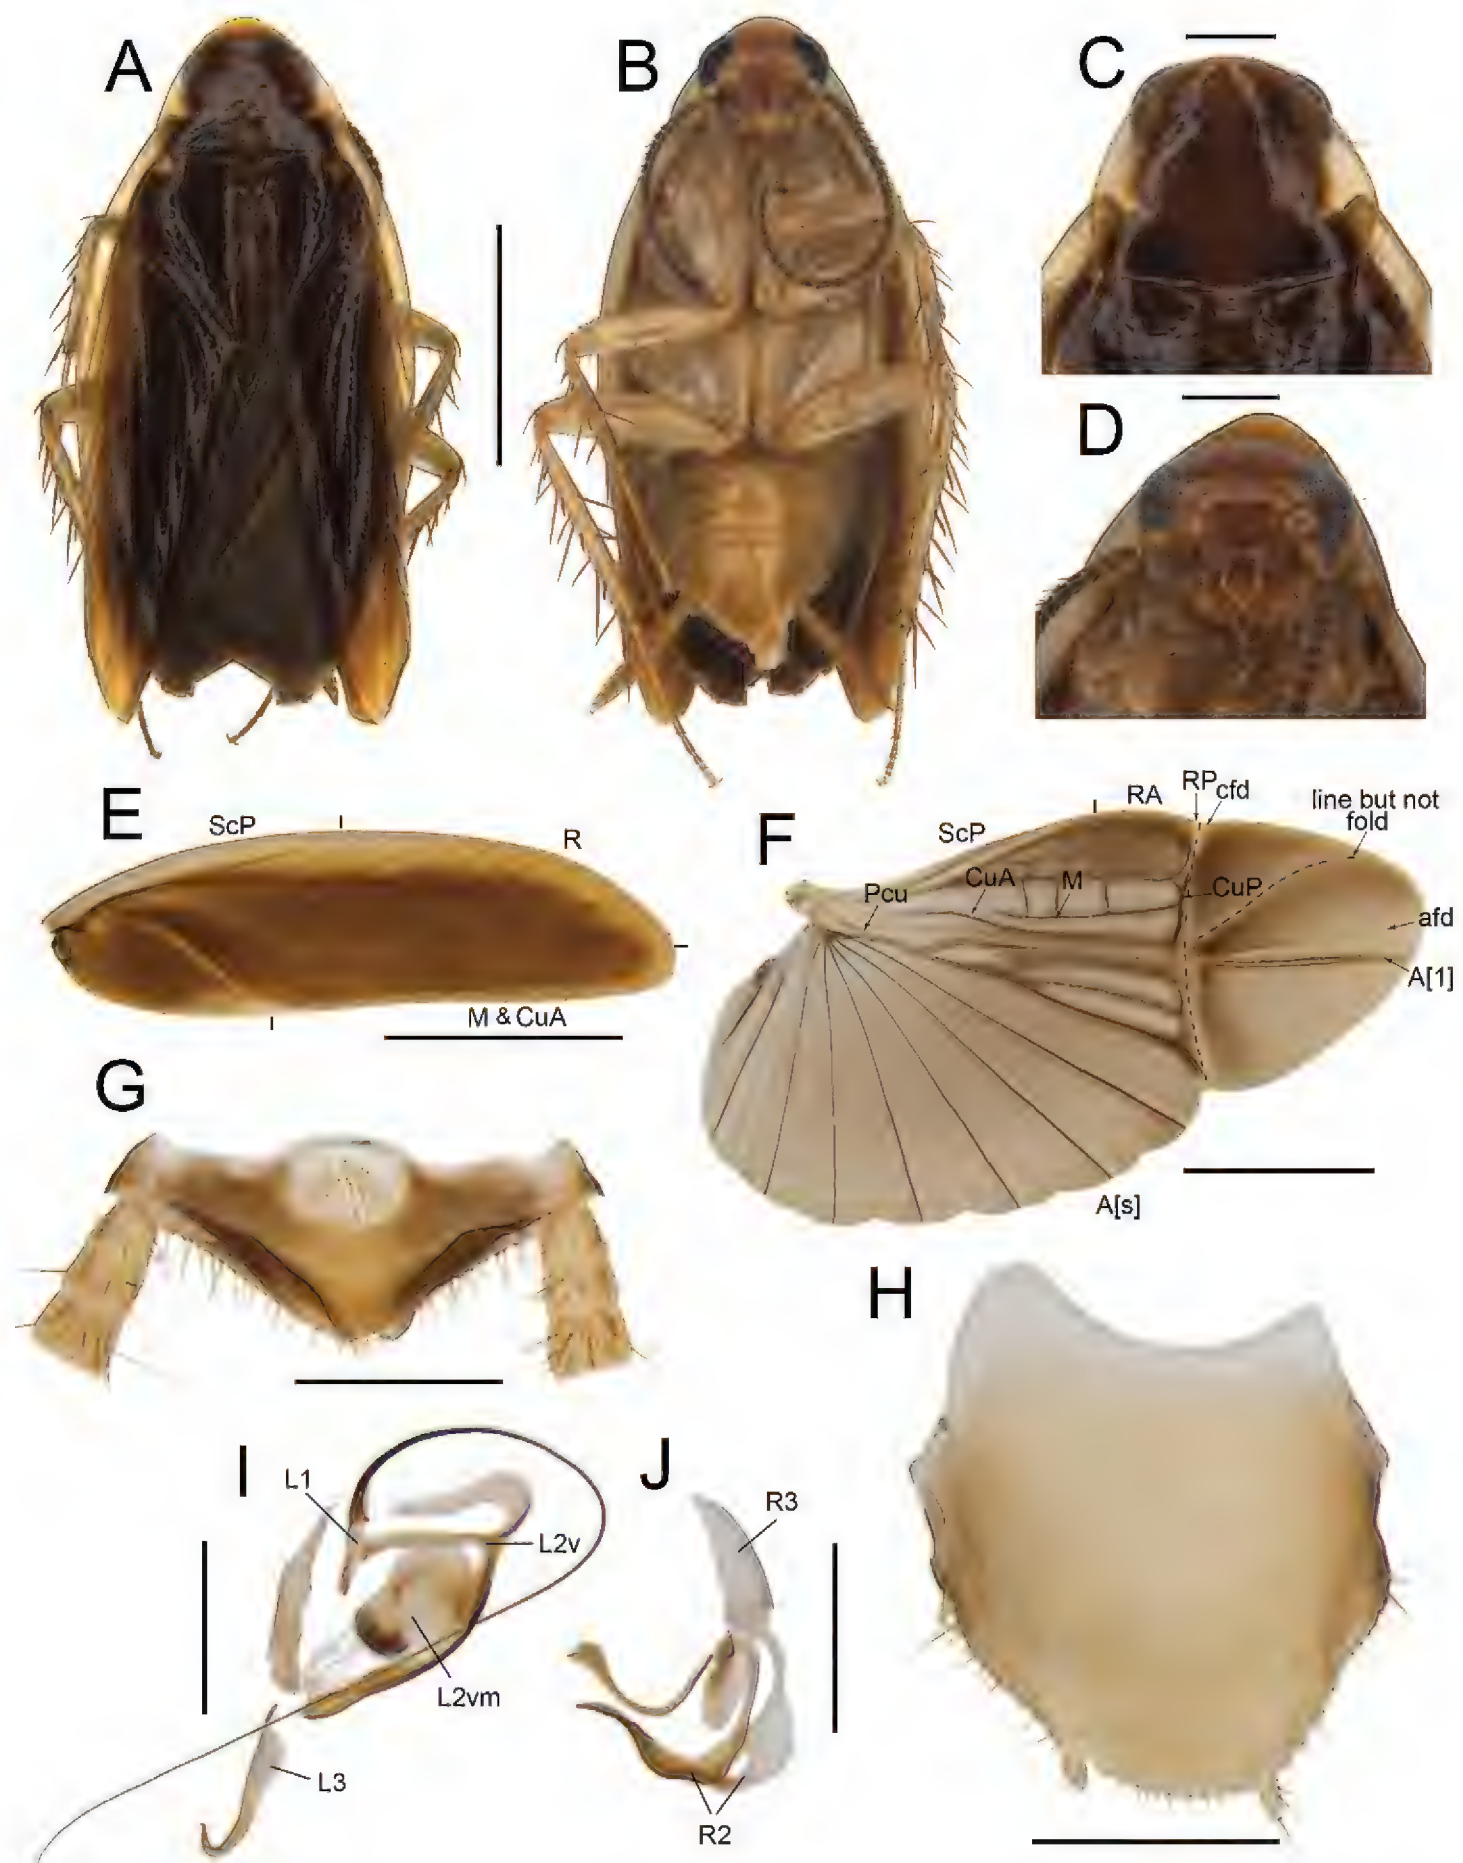 A
B
C
D
E
ScP
R
M & CuA
F
ScP
RA
RP
cfd
line but not
fold
Pcu
CuA
M
CuP
afd
A[1]
A[s]
G
H
I
L1
L2v
L2vm
L3
J
R3
R2